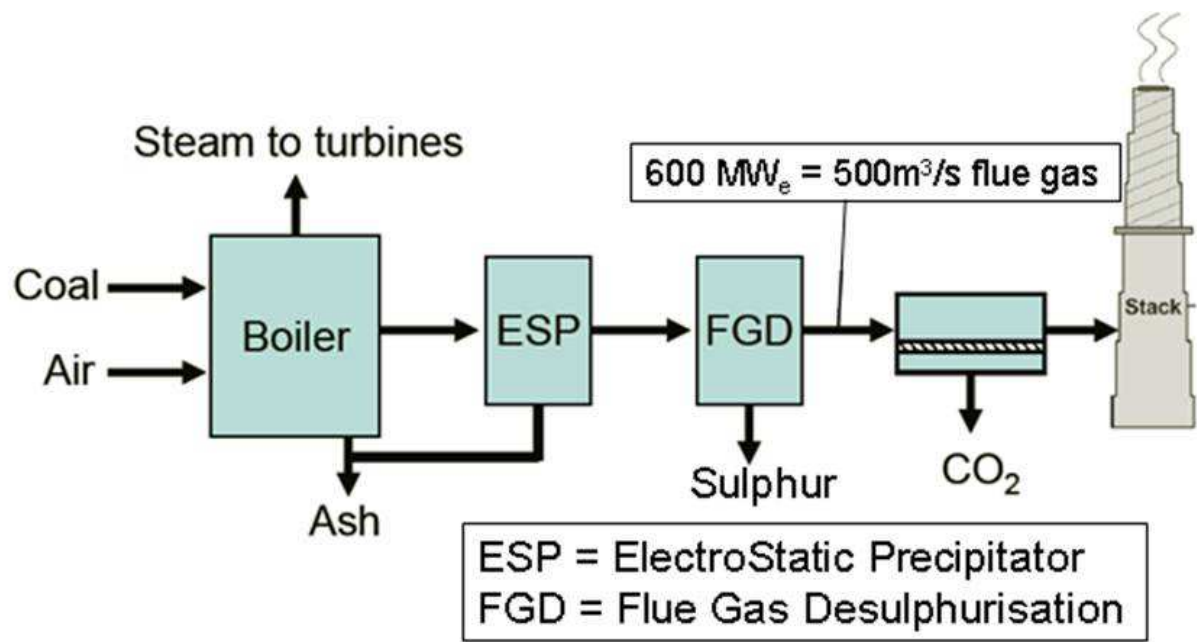 Steam to turbines
600 MWₑ = 500m³/s flue gas
Coal
Air
Boiler
ESP
FGD
Stack
Ash
Sulphur
CO₂
ESP = ElectroStatic Precipitator
FGD = Flue Gas Desulphurisation